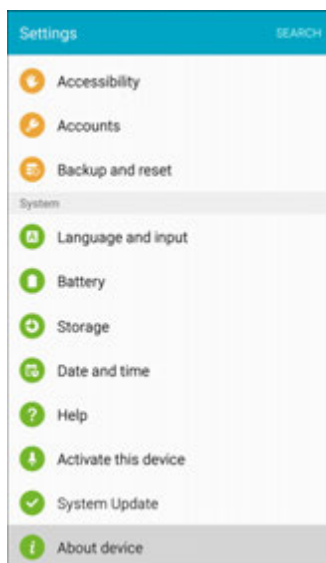 Settings
SEARCH
Accessibility
Accounts
Backup and reset
System
Language and input
Battery
Storage
Date and time
Help
Activate this device
System Update
About device